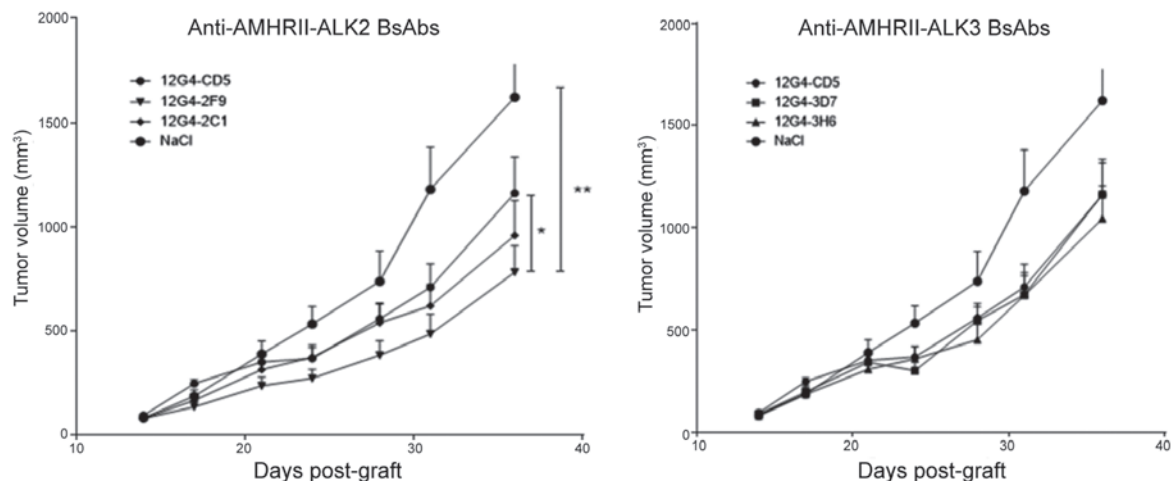 Anti-AMHRII-ALK2 BsAbs
Tumor volume (mm³)
2000
1500
1000
500
0
12G4-CD5
12G4-2F9
12G4-2C1
NaCl
*
**
10
20
30
40
Days post-graft
Anti-AMHRII-ALK3 BsAbs
Tumor volume (mm³)
2000
1500
1000
500
0
12G4-CD5
12G4-3D7
12G4-3H6
NaCl
10
20
30
40
Days post-graft